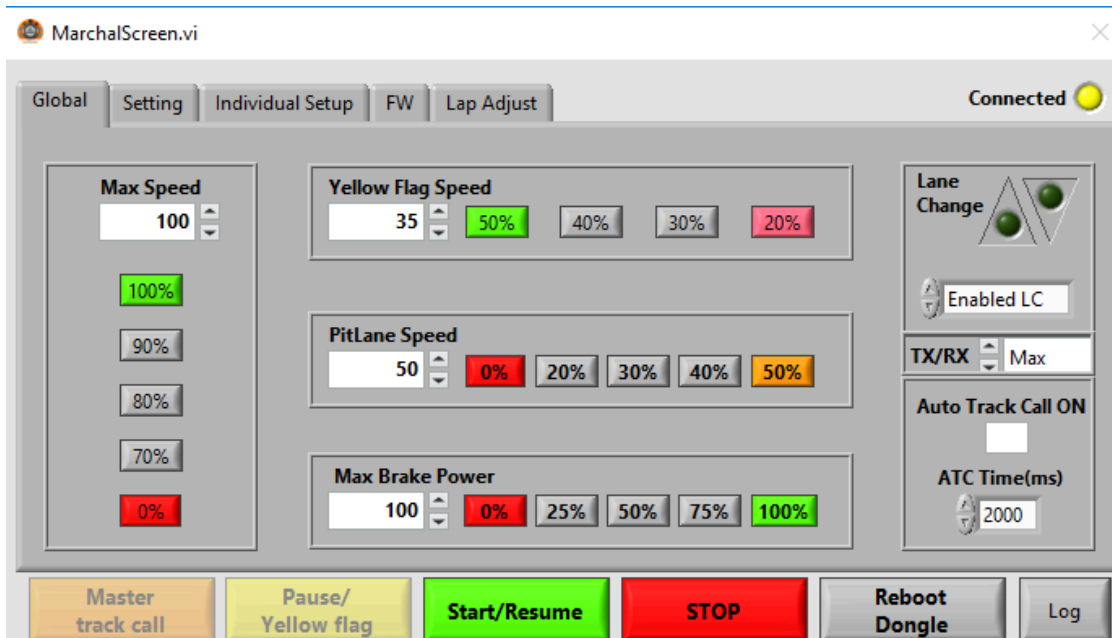 MarchalScreen.vi
Global Setting Individual Setup FW Lap Adjust
Connected
Max Speed
100
100%
90%
80%
70%
0%
Yellow Flag Speed
35 50% 40% 30% 20%
PitLane Speed
50 0% 20% 30% 40% 50%
Max Brake Power
100 0% 25% 50% 75% 100%
Lane
Change
Enabled LC
TX/RX Max
Auto Track Call ON
ATC Time(ms)
2000
Master
track call
Pause/
Yellow flag
Start/Resume
STOP
Reboot
Dongle
Log